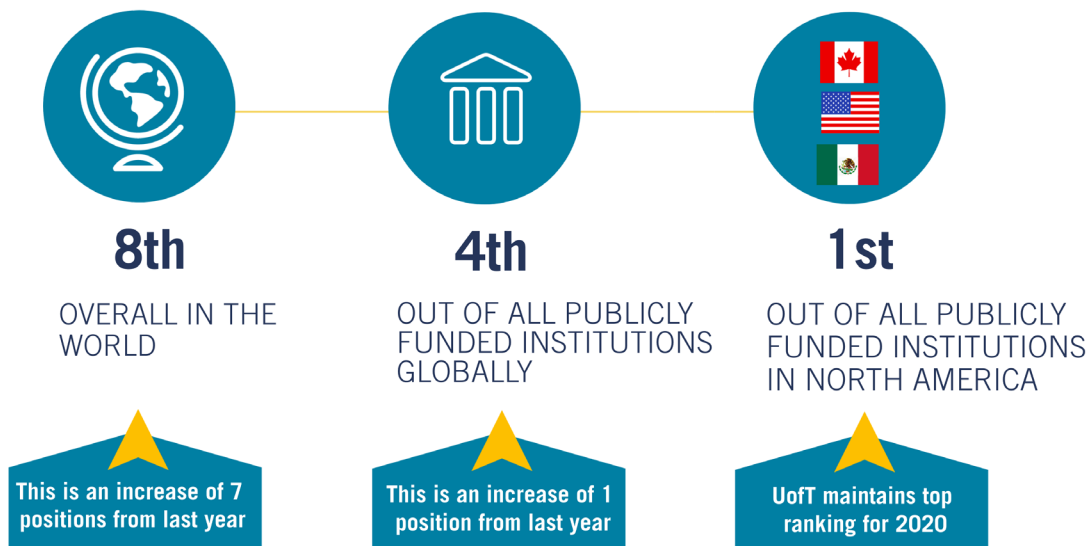 8th
OVERALL IN THE
WORLD
This is an increase of 7
positions from last year
4th
OUT OF ALL PUBLICLY
FUNDED INSTITUTIONS
GLOBALLY
This is an increase of 1
position from last year
1st
OUT OF ALL PUBLICLY
FUNDED INSTITUTIONS
IN NORTH AMERICA
UofT maintains top
ranking for 2020